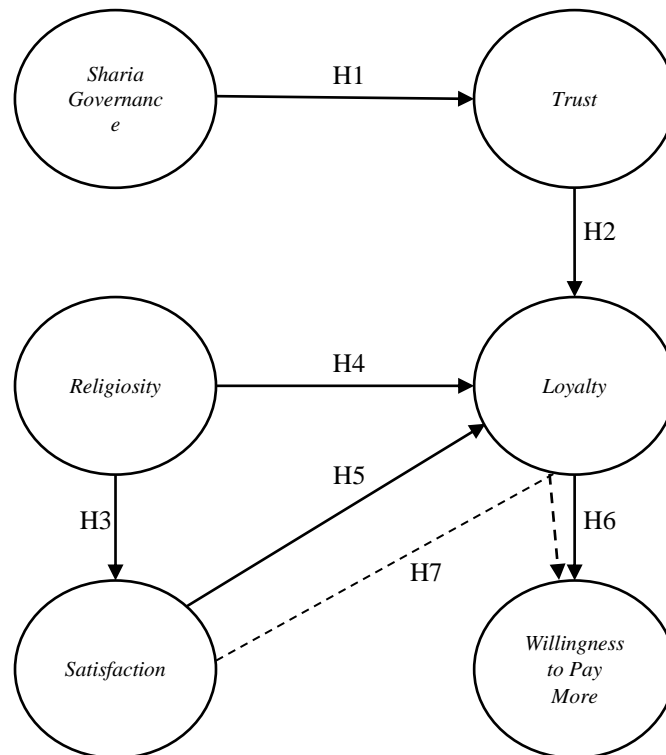 Sharia
Governanc
e
H1
Trust
H2
Religiosity
H4
Loyalty
H3
H5
H6
H7
Satisfaction
Willingness
to Pay
More